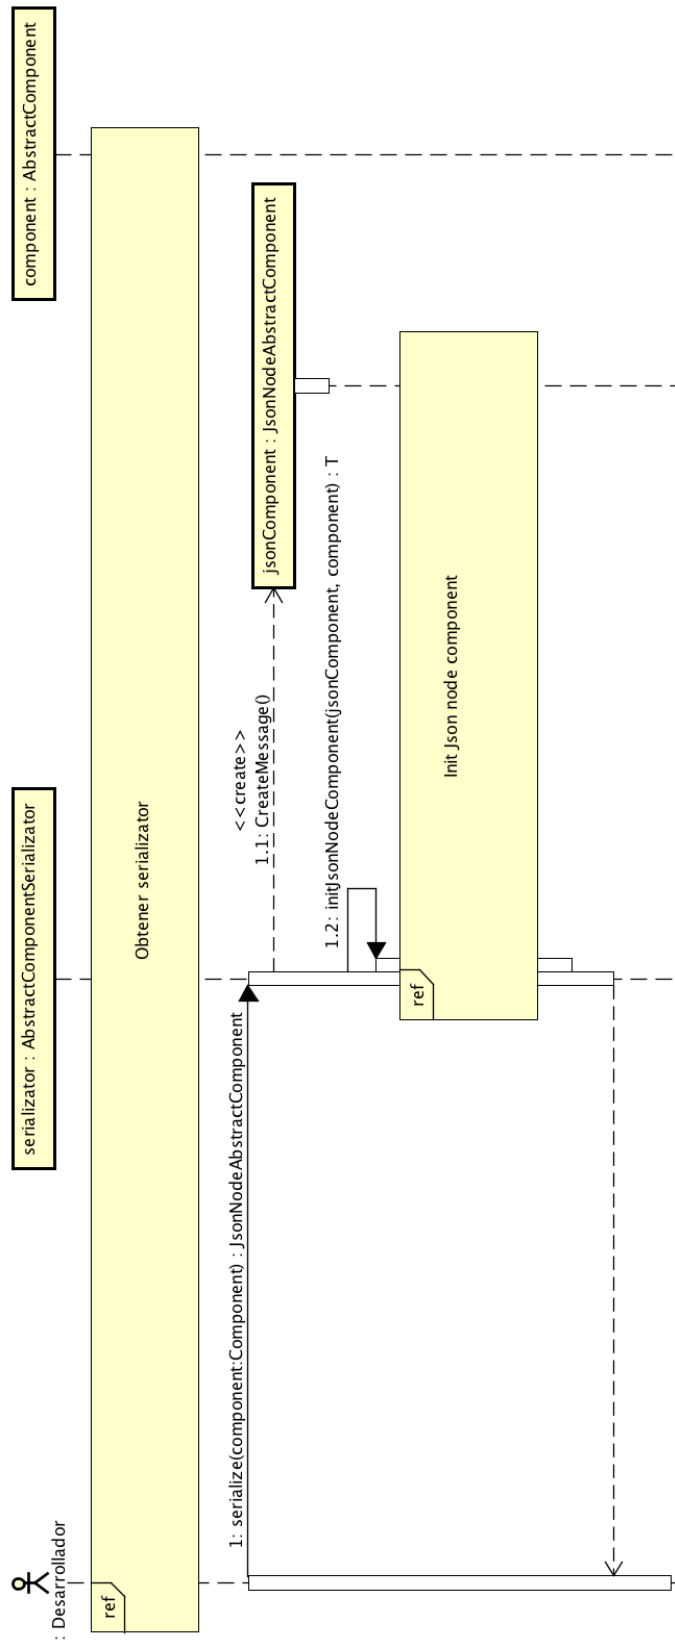 : Desarrollador
serializator : AbstractComponentSerializator
component : AbstractComponent
ref
Obtener serializator
1: serialize(component:Component) : JsonNodeAbstractComponent
<<create>>
1.1: CreateMessage()
jsonComponent : JsonNodeAbstractComponent
1.2: initJsonNodeComponent(jsonComponent, component) : T
ref
Init Json node component